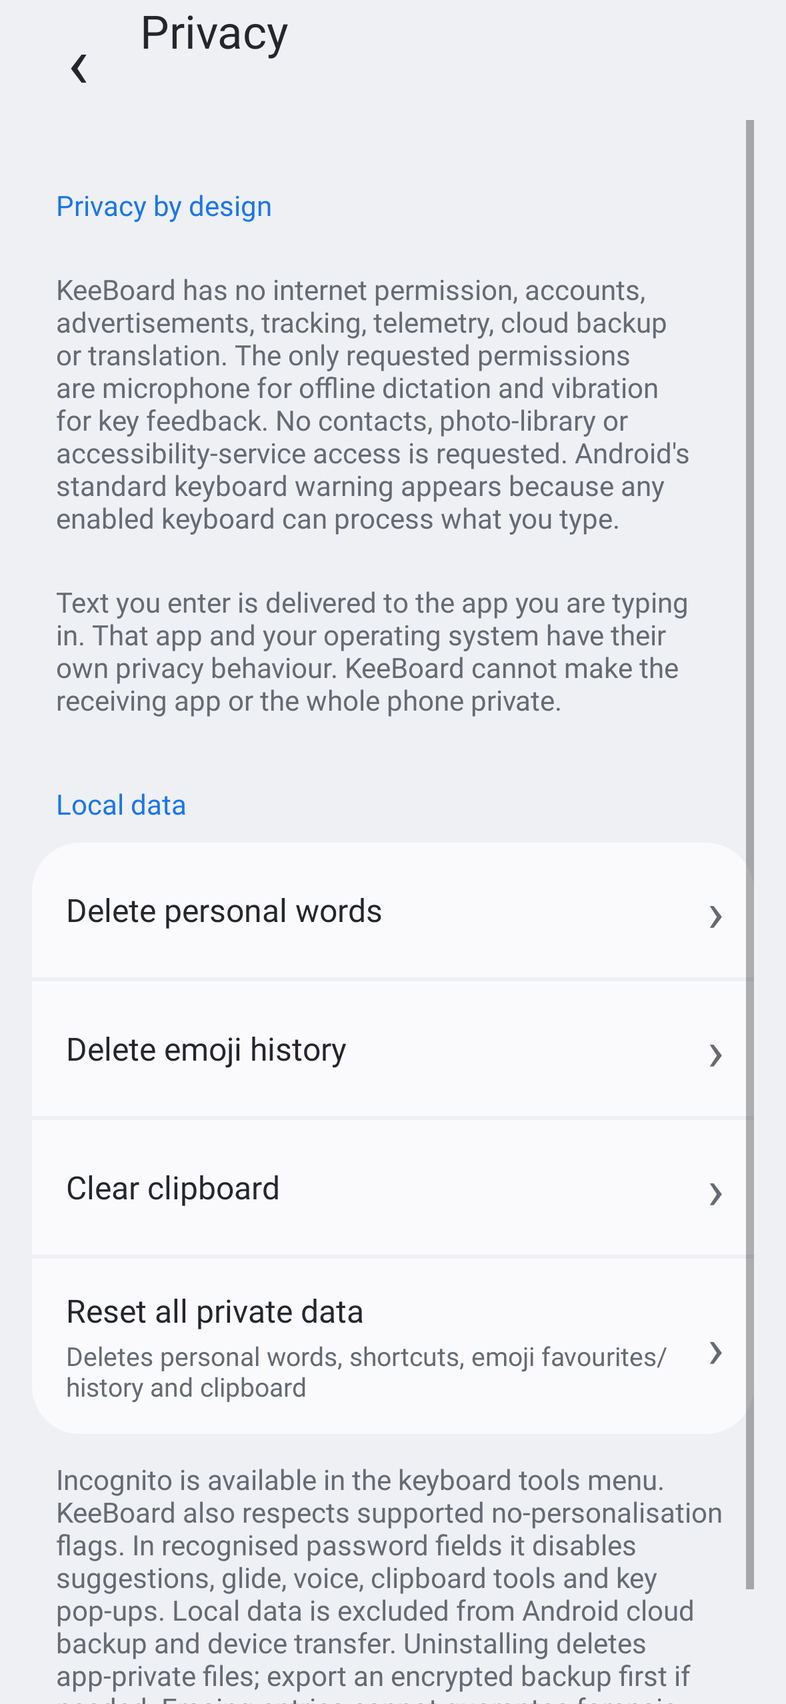 Privacy
Privacy by design
KeeBoard has no internet permission, accounts,
advertisements, tracking, telemetry, cloud backup
or translation. The only requested permissions
are microphone for offline dictation and vibration
for key feedback. No contacts, photo-library or
accessibility-service access is requested. Android's
standard keyboard warning appears because any
enabled keyboard can process what you type.
Text you enter is delivered to the app you are typing
in. That app and your operating system have their
own privacy behaviour. KeeBoard cannot make the
receiving app or the whole phone private.
Local data
Delete personal words
Delete emoji history
Clear clipboard
Reset all private data
Deletes personal words, shortcuts, emoji favourites/
history and clipboard
Incognito is available in the keyboard tools menu.
KeeBoard also respects supported no-personalisation
flags. In recognised password fields it disables
suggestions, glide, voice, clipboard tools and key
pop-ups. Local data is excluded from Android cloud
backup and device transfer. Uninstalling deletes
app-private files; export an encrypted backup first if